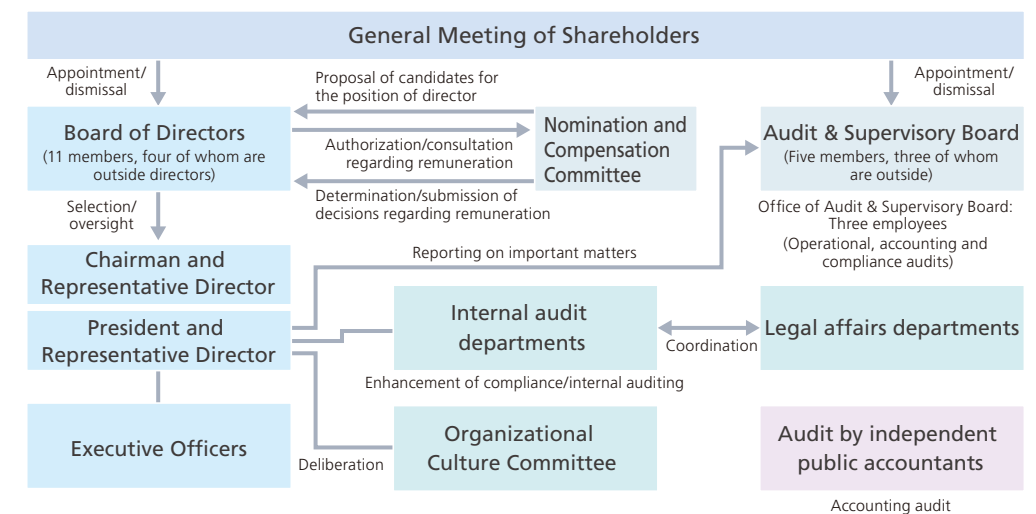 General Meeting of Shareholders
Appointment/
dismissal
Proposal of candidates for
the position of director
Appointment/
dismissal
Board of Directors
(11 members, four of whom are
outside directors)
Authorization/consultation
regarding remuneration
Nomination and
Compensation
Committee
Audit & Supervisory Board
(Five members, three of whom
are outside)
Determination/submission of
decisions regarding remuneration
Selection/
oversight
Office of Audit & Supervisory Board:
Three employees
(Operational, accounting and
compliance audits)
Reporting on important matters
Chairman and
Representative Director
President and
Representative Director
Internal audit
departments
Coordination
Legal affairs departments
Enhancement of compliance/internal auditing
Executive Officers
Deliberation
Organizational
Culture Committee
Audit by independent
public accountants
Accounting audit